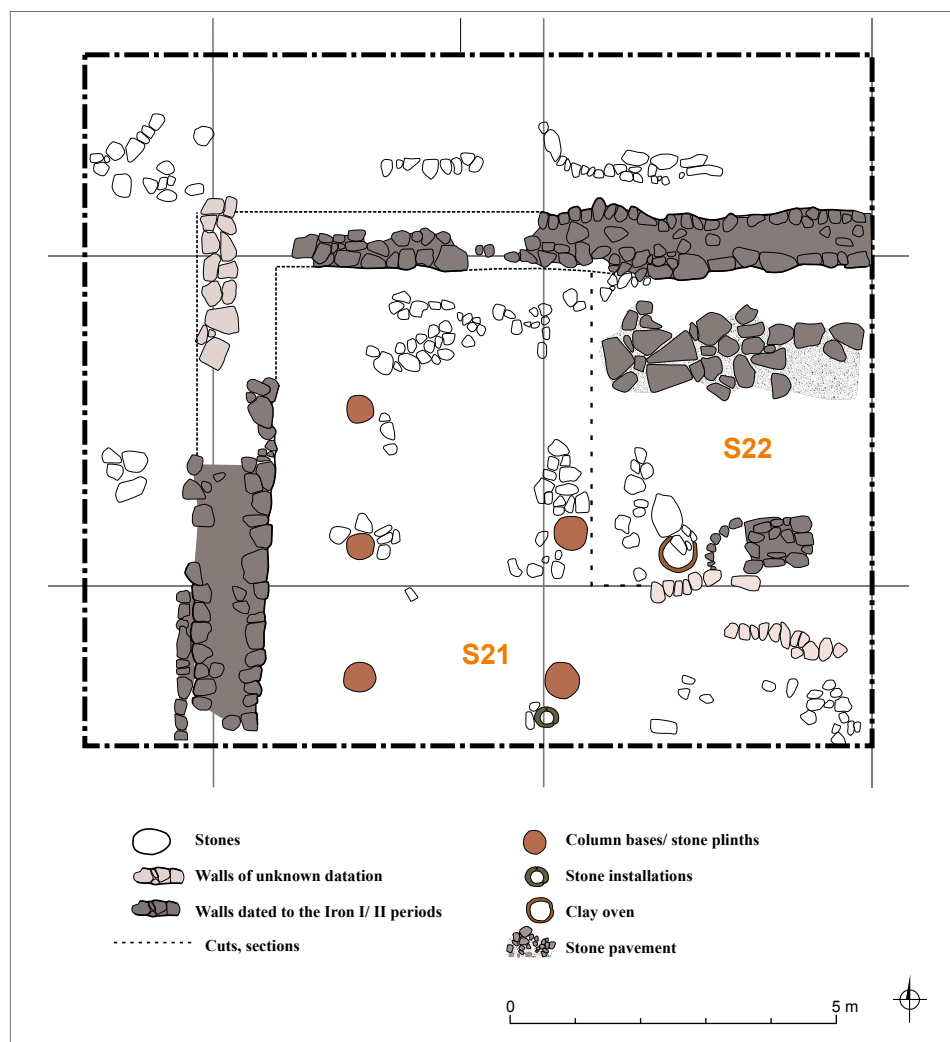 S22
S21
Stones
Walls of unknown datation
Walls dated to the Iron I/ II periods
Cuts, sections
Column bases/ stone plinths
Stone installations
Clay oven
Stone pavement
0 5 m